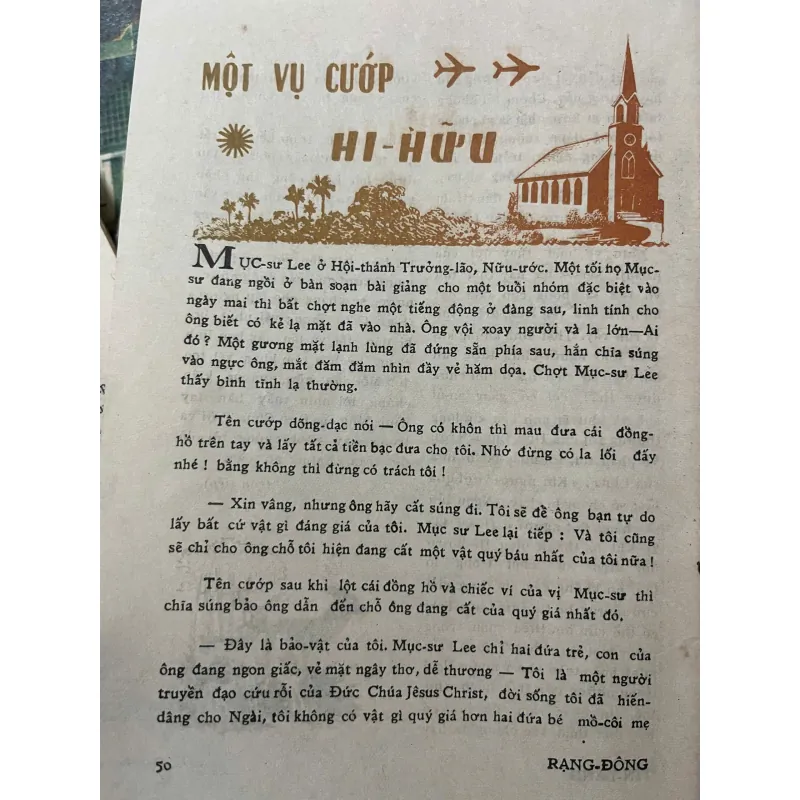 MỘT VỤ CƯỚP
HI-HỮU
MỤC-sư Lee ở Hội-thánh Trưởng-lão, Nữu-ước. Một tối nọ Mục-
sư đang ngồi ở bàn soạn bài giảng cho một buổi nhóm đặc biệt vào
ngày mai thì bất chợt nghe một tiếng động ở đàng sau, linh tính cho
ông biết có kẻ lạ mặt đã vào nhà. Ông vội xoay người và la lớn—Ai
đó ? Một gương mặt lạnh lùng đã đứng sẵn phía sau, hắn chĩa súng
vào ngực ông, mắt đăm đăm nhìn đầy vẻ hăm dọa. Chợt Mục-sư Lee
thấy bình tĩnh lạ thường.
Tên cướp dõng-dạc nói — Ông có khôn thì mau đưa cái đồng-
hồ trên tay và lấy tất cả tiền bạc đưa cho tôi. Nhớ đừng có la lối đấy
nhé ! bằng không thì đừng có trách tôi !
— Xin vâng, nhưng ông hãy cất súng đi. Tôi sẽ để ông bạn tự do
lấy bất cứ vật gì đáng giá của tôi. Mục sư Lee lại tiếp : Và tôi cũng
sẽ chỉ cho ông chỗ tôi hiện đang cất một vật quý báu nhất của tôi nữa !
Tên cướp sau khi lột cái đồng hồ và chiếc ví của vị Mục-sư thì
chĩa súng bảo ông dẫn đến chỗ ông đang cất của quý giá nhất đó.
— Đây là bảo-vật của tôi. Mục-sư Lee chỉ hai đứa trẻ, con của
ông đang ngon giấc, vẻ mặt ngây thơ, dễ thương — Tôi là một người
truyền đạo cứu rỗi của Đức Chúa Jêsus Christ, đời sống tôi đã hiến-
dâng cho Ngài, tôi không có vật gì quý giá hơn hai đứa bé mồ-côi mẹ
50
RẠNG-ĐÔNG